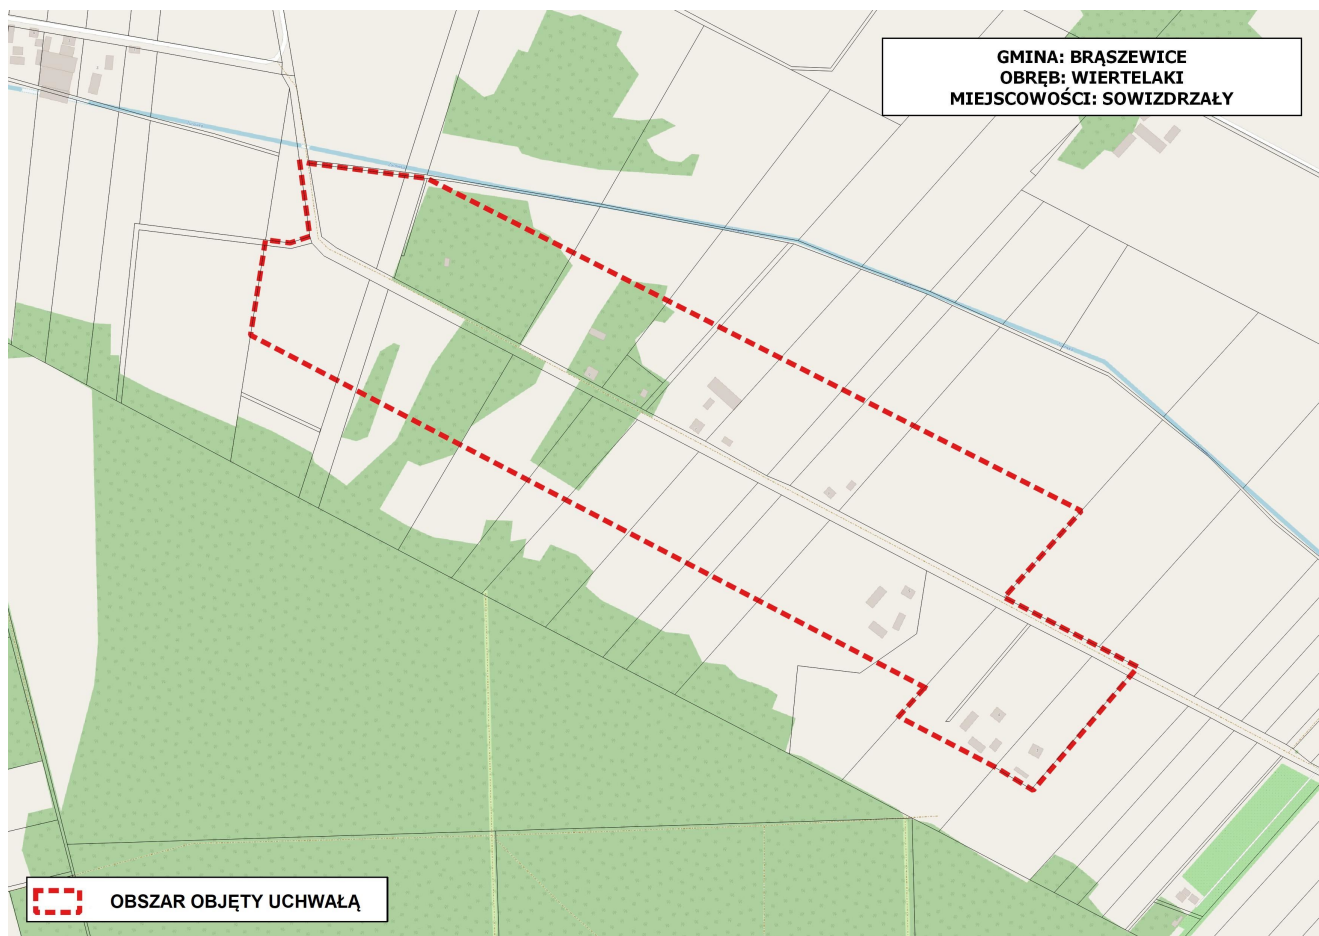 GMINA: BRĄSZEWICE
OBRĘB: WIERTELAKI
MIEJSCOWOŚCI: SOWIZDRZAŁY
OBSZAR OBJĘTY UCHWAŁĄ